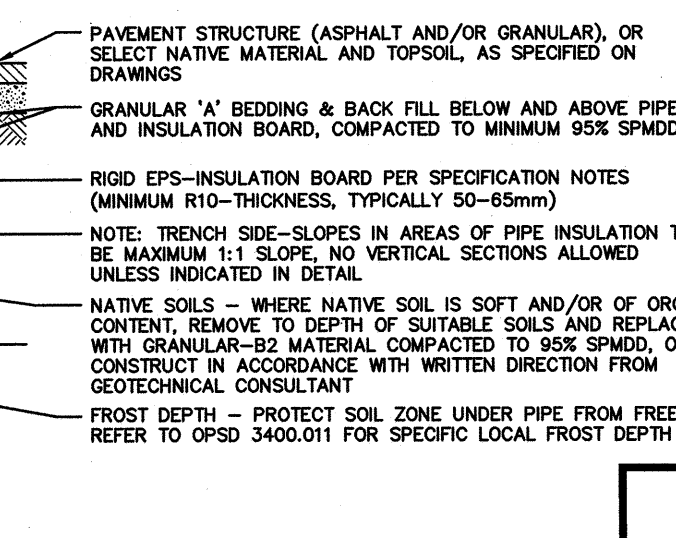 PAVEMENT STRUCTURE (ASPHALT AND/OR GRANULAR), OR
SELECT NATIVE MATERIAL AND TOPSOIL, AS SPECIFIED ON
DRAWINGS
GRANULAR 'A' BEDDING & BACK FILL BELOW AND ABOVE PIPE
AND INSULATION BOARD, COMPACTED TO MINIMUM 95% SPMDD
RIGID EPS-INSULATION BOARD PER SPECIFICATION NOTES
(MINIMUM R10-THICKNESS, TYPICALLY 50-65mm)
NOTE: TRENCH SIDE-SLOPES IN AREAS OF PIPE INSULATION T
BE MAXIMUM 1:1 SLOPE, NO VERTICAL SECTIONS ALLOWED
UNLESS INDICATED IN DETAIL
NATIVE SOILS - WHERE NATIVE SOIL IS SOFT AND/OR OF ORG
CONTENT, REMOVE TO DEPTH OF SUITABLE SOILS AND REPLAC
WITH GRANULAR-B2 MATERIAL COMPACTED TO 95% SPMDD, O
CONSTRUCT IN ACCORDANCE WITH WRITTEN DIRECTION FROM
GEOTECHNICAL CONSULTANT
FROST DEPTH - PROTECT SOIL ZONE UNDER PIPE FROM FREE
REFER TO OPSD 3400.011 FOR SPECIFIC LOCAL FROST DEPTH